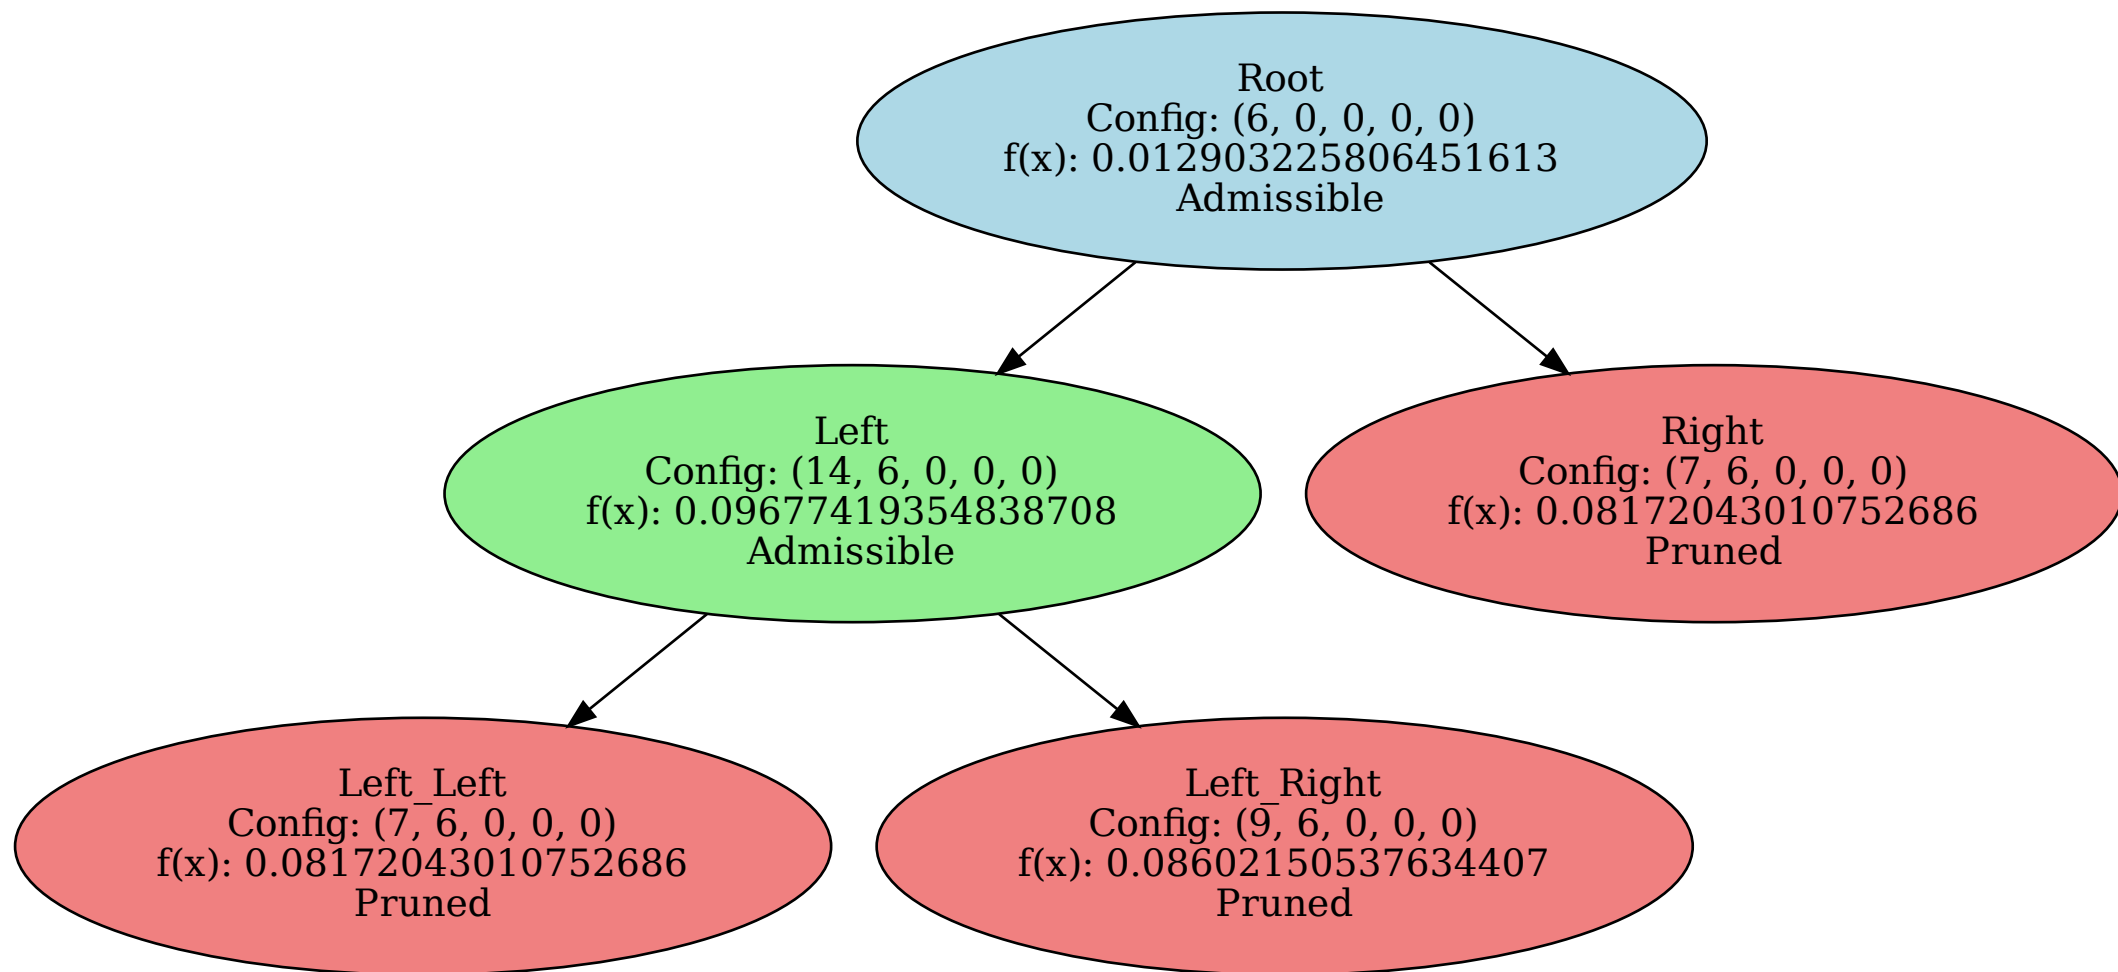 Root
Config: (6, 0, 0, 0, 0)
f(x): 0.012903225806451613
Admissible
Left
Config: (14, 6, 0, 0, 0)
f(x): 0.09677419354838708
Admissible
Right
Config: (7, 6, 0, 0, 0)
f(x): 0.08172043010752686
Pruned
Left_Left
Config: (7, 6, 0, 0, 0)
f(x): 0.08172043010752686
Pruned
Left_Right
Config: (9, 6, 0, 0, 0)
f(x): 0.08602150537634407
Pruned